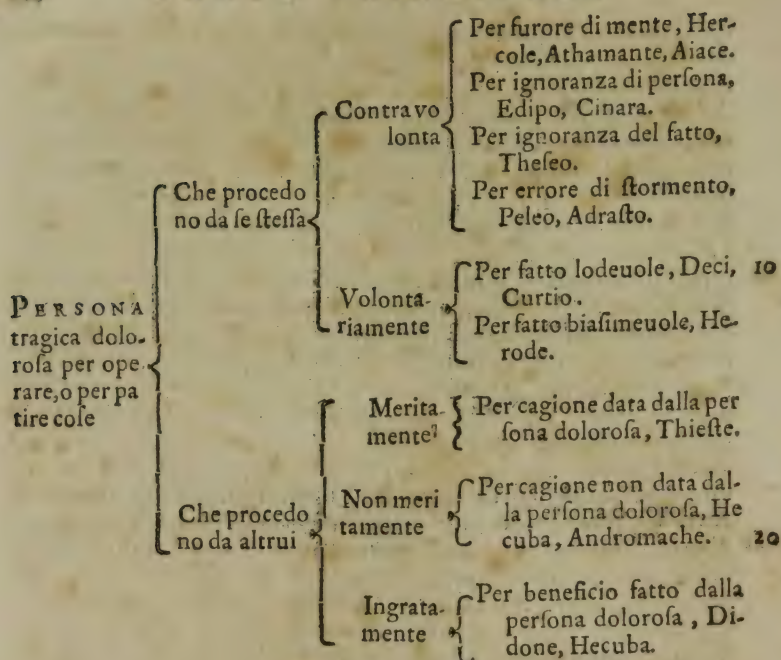 Per furore di mente, Her-
cole, Athamante, Aiace.
Per ignoranza di perſona,
Edipo, Cinara.
Contra vo
lonta
Per ignoranza del fatto,
Theſeo.
Per errore di ſtormento,
Peleo, Adraſto.
Che procedo
no da ſe ſteſſa
Volonta-
riamente
Per fatto lodeuole, Deci, 10
Curtio.
Per fatto biaſimeuole, He-
rode.
PERSONA
tragica dolo-
roſa per ope
rare, o per pa
tire coſe
Merita-
mente
Per cagione data dalla per
ſona doloroſa, Thieſte.
Che procedo
no da altrui
Non meri
tamente
Per cagione non data dal-
la perſona doloroſa, He
cuba, Andromache. 20
Ingrata-
mente
Per beneficio fatto dalla
perſona doloroſa, Di-
done, Hecuba.